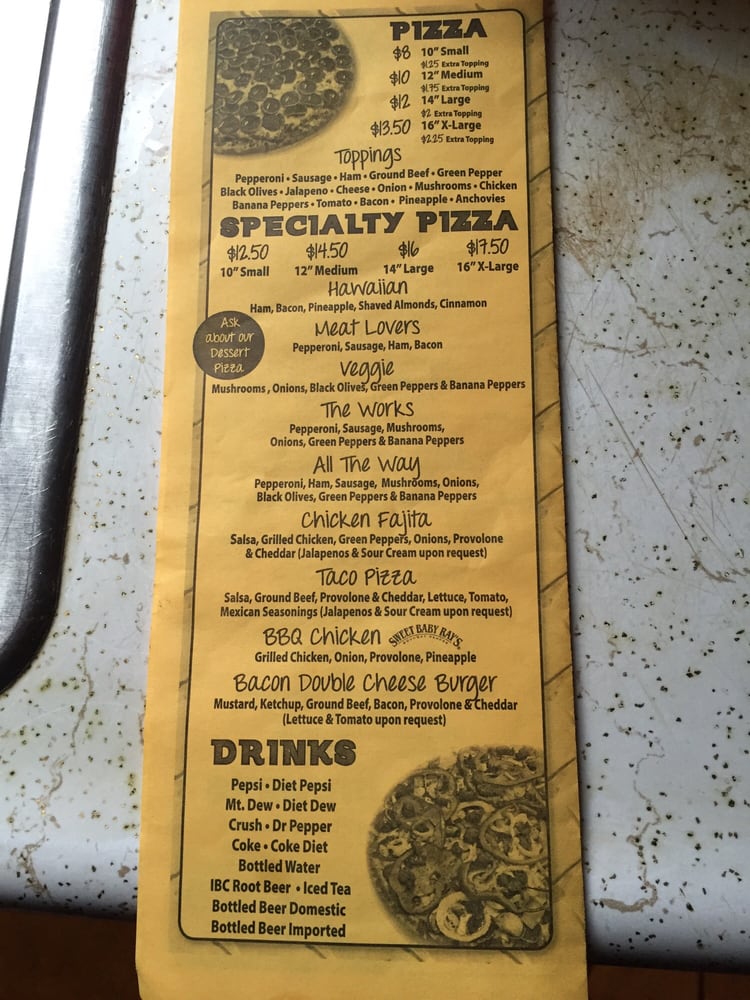 PIZZA
$8 10" Small
$1.25 Extra Topping
$10 12" Medium
$1.75 Extra Topping
$12 14" Large
$2 Extra Topping
$13.50 16" X-Large
$2.25 Extra Topping
Toppings
Pepperoni • Sausage • Ham • Ground Beef • Green Pepper
Black Olives • Jalapeno • Cheese • Onion • Mushrooms • Chicken
Banana Peppers • Tomato • Bacon • Pineapple • Anchovies
SPECIALTY PIZZA
$12.50 $14.50 $16 $17.50
10" Small 12" Medium 14" Large 16" X-Large
Hawaiian
Ham, Bacon, Pineapple, Shaved Almonds, Cinnamon
Ask
about our
Dessert
Pizza
Meat Lovers
Pepperoni, Sausage, Ham, Bacon
Veggie
Mushrooms , Onions, Black Olives, Green Peppers & Banana Peppers
The Works
Pepperoni, Sausage, Mushrooms,
Onions, Green Peppers & Banana Peppers
All The Way
Pepperoni, Ham, Sausage, Mushrooms, Onions,
Black Olives, Green Peppers & Banana Peppers
Chicken Fajita
Salsa, Grilled Chicken, Green Peppers, Onions, Provolone
& Cheddar (Jalapenos & Sour Cream upon request)
Taco Pizza
Salsa, Ground Beef, Provolone & Cheddar, Lettuce, Tomato,
Mexican Seasonings (Jalapenos & Sour Cream upon request)
BBQ Chicken SWEET BABY RAY'S
Grilled Chicken, Onion, Provolone, Pineapple
Bacon Double Cheese Burger
Mustard, Ketchup, Ground Beef, Bacon, Provolone & Cheddar
(Lettuce & Tomato upon request)
DRINKS
Pepsi • Diet Pepsi
Mt. Dew • Diet Dew
Crush • Dr Pepper
Coke • Coke Diet
Bottled Water
IBC Root Beer • Iced Tea
Bottled Beer Domestic
Bottled Beer Imported